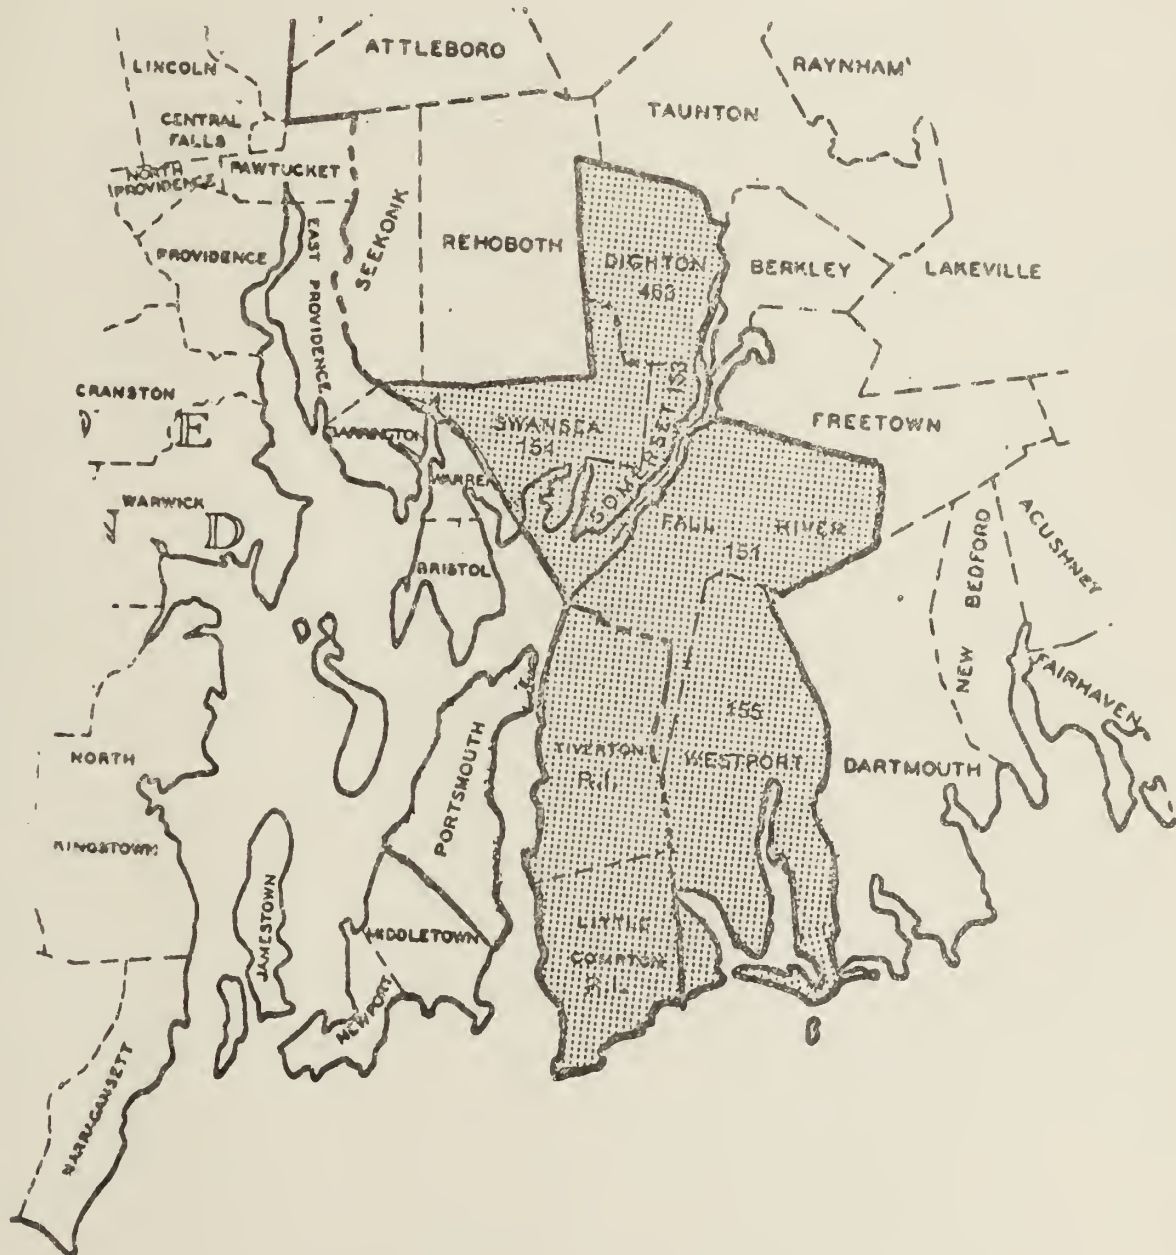 ATTLEBORO
RAYNHAM
LINCOLN
TAUNTON
CENTRAL
FALLS
NORTH
PROVIDENCE
PAWTUCKET
SEEKONK
EAST PROVIDENCE
REHOBOTH
PROVIDENCE
DIGHTON
463
BERKLEY
LAKEVILLE
CRANSTON
E
SWANSEA
154
SOMERSET 153
FREETOWN
BARRINGTON
WARREN
WARWICK
D
FALL RIVER
151
BRISTOL
NEW BEDFORD
ACUSHNEY
FAIRHAVEN
155
WESTPORT
TIVERTON
R.I.
PORTSMOUTH
DARTMOUTH
NORTH
KINGSTOWN
JAMESTOWN
MIDDLETOWN
NEWPORT
LITTLE
COMPTON
R.I.
NARRAGANSETT